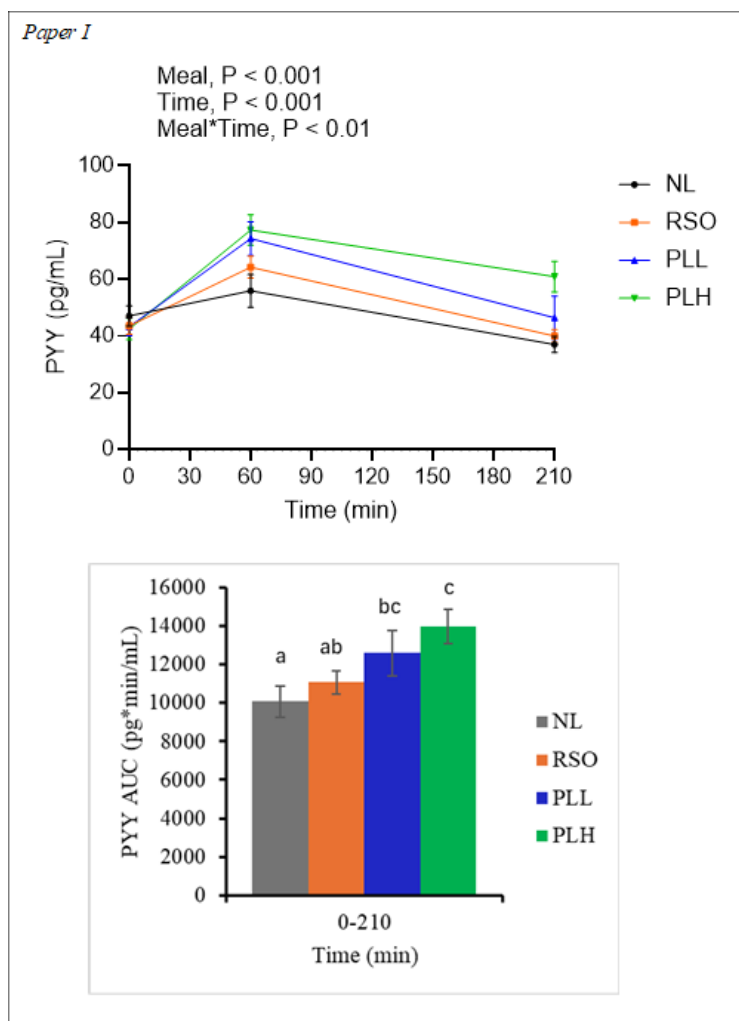 Paper I
Meal, P < 0.001
Time, P < 0.001
Meal*Time, P < 0.01
100
80
60
40
20
0
PYY (pg/mL)
0 30 60 90 120 150 180 210
Time (min)
NL
RSO
PLL
PLH
16000
14000
12000
10000
8000
6000
4000
2000
0
PYY AUC (pg*min/mL)
a
ab
bc
c
0-210
Time (min)
NL
RSO
PLL
PLH